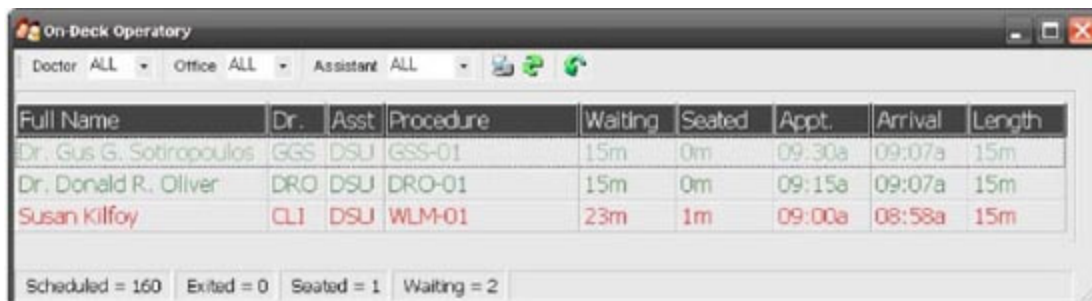 On-Deck Operatory
Doctor ALL Office ALL Assistant ALL
Full Name Dr. Asst Procedure Waiting Seated Appt. Arrival Length
Dr. Gus G. Sotiropoulos GGS DSU GSS-01 15m 0m 09:30a 09:07a 15m
Dr. Donald R. Oliver DRO DSU DRO-01 15m 0m 09:15a 09:07a 15m
Susan Kilfoy CLI DSU WLM-01 23m 1m 09:00a 08:58a 15m
Scheduled = 160 Exited = 0 Seated = 1 Waiting = 2